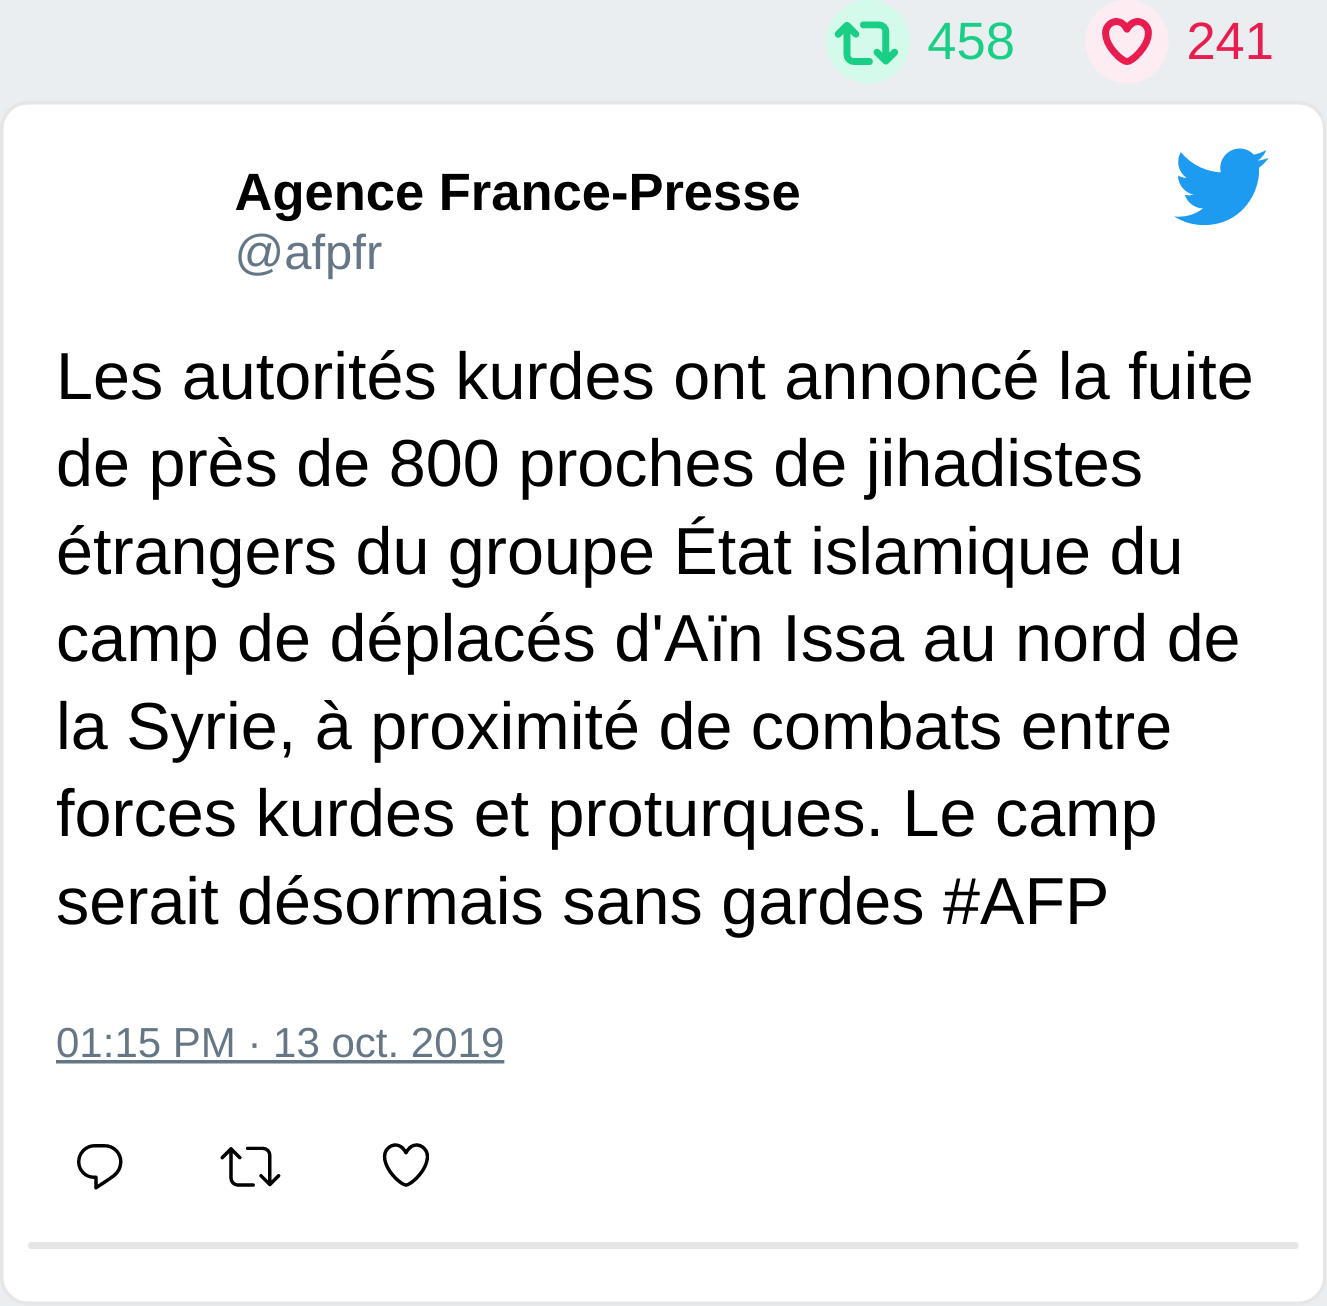 458 241
Agence France-Presse
@afpfr
Les autorités kurdes ont annoncé la fuite
de près de 800 proches de jihadistes
étrangers du groupe État islamique du
camp de déplacés d'Aïn Issa au nord de
la Syrie, à proximité de combats entre
forces kurdes et proturques. Le camp
serait désormais sans gardes #AFP
01:15 PM · 13 oct. 2019